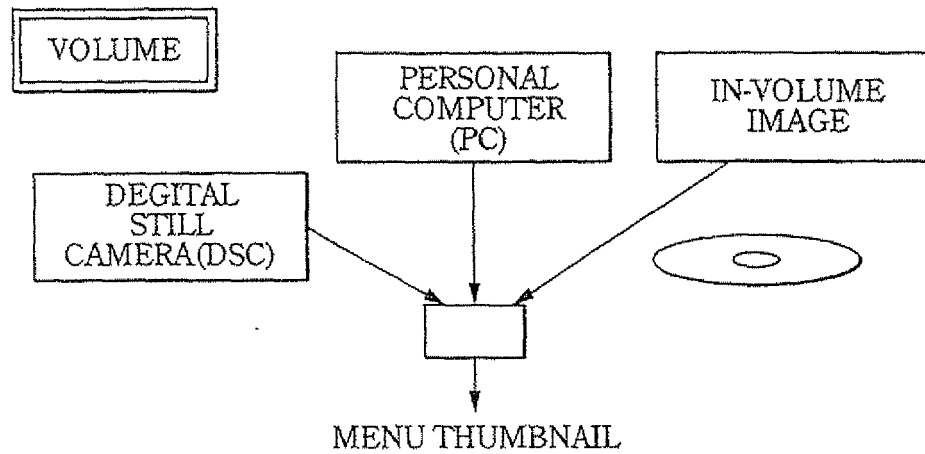 VOLUME
PERSONAL
COMPUTER
(PC)
IN-VOLUME
IMAGE
DEGITAL
STILL
CAMERA(DSC)
MENU THUMBNAIL